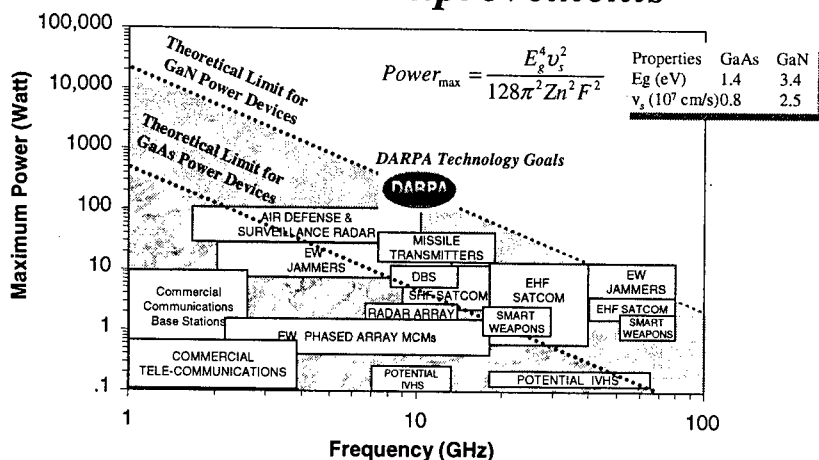 100,000
10,000
1000
100
10
1
.1
Maximum Power (Watt)
1
10
100
Frequency (GHz)
Theoretical Limit for
GaN Power Devices
Theoretical Limit for
GaAs Power Devices
Power_max = E_g^4 υ_s^2 / 128π^2 Zn^2 F^2
Properties GaAs GaN
Eg (eV) 1.4 3.4
v_s (10^7 cm/s) 0.8 2.5
DARPA Technology Goals
DARPA
AIR DEFENSE &
SURVEILLANCE RADAR
MISSILE
TRANSMITTERS
EW
JAMMERS
DBS
EHF
SATCOM
EW
JAMMERS
Commercial
Communications
Base Stations
SHF SATCOM
RADAR ARRAY
SMART
WEAPONS
EHF SATCOM
SMART
WEAPONS
EW PHASED ARRAY MCMs
COMMERCIAL
TELE-COMMUNICATIONS
POTENTIAL
IVHS
POTENTIAL IVHS